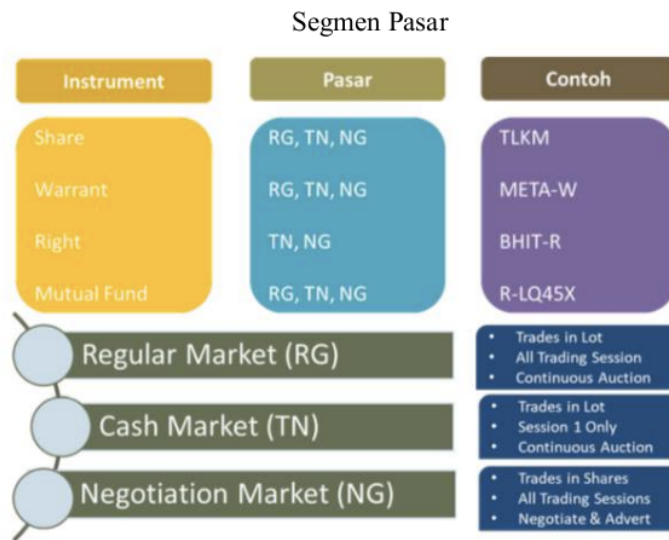 Segmen Pasar
Instrument Pasar Contoh
Share RG, TN, NG TLKM
Warrant RG, TN, NG META-W
Right TN, NG BHIT-R
Mutual Fund RG, TN, NG R-LQ45X
Regular Market (RG)
• Trades in Lot
• All Trading Session
• Continuous Auction
Cash Market (TN)
• Trades in Lot
• Session 1 Only
• Continuous Auction
Negotiation Market (NG)
• Trades in Shares
• All Trading Sessions
• Negotiate & Advert